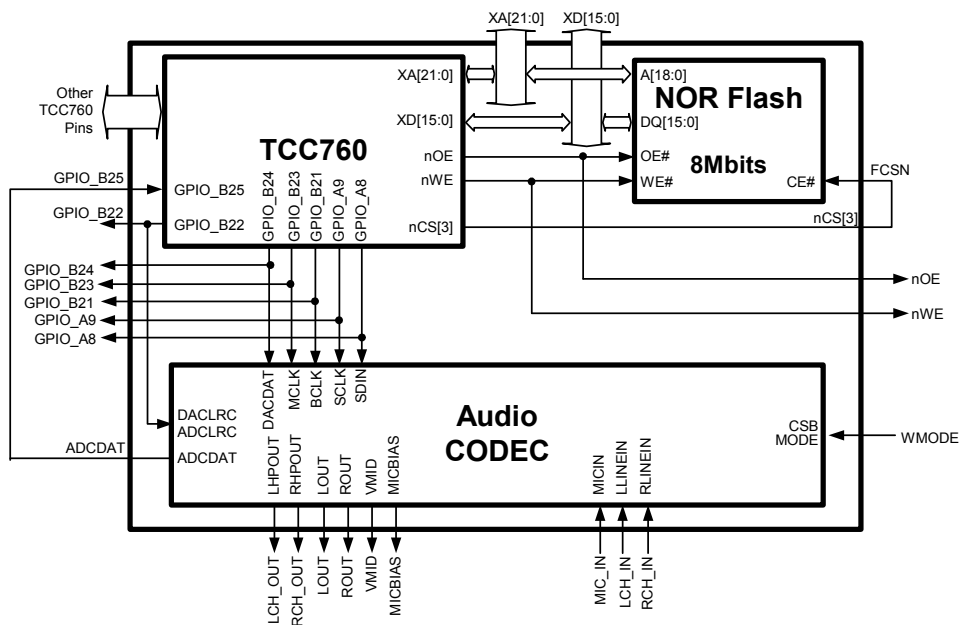 XA[21:0] XD[15:0]
XA[21:0]
A[18:0]
NOR Flash
Other
TCC760
Pins
XD[15:0]
DQ[15:0]
TCC760
nOE
OE#
8Mbits
FCSN
GPIO_B25
GPIO_B25
nWE
WE#
CE#
GPIO_B22
GPIO_B22
GPIO_B24
GPIO_B23
GPIO_B21
GPIO_A9
GPIO_A8
nCS[3]
nCS[3]
GPIO_B24
GPIO_B23
GPIO_B21
GPIO_A9
GPIO_A8
nOE
nWE
DACDAT
MCLK
BCLK
SCLK
SDIN
DACLRC
ADCLRC
ADCDAT
ADCDAT
Audio
CODEC
CSB
MODE
WMODE
LHPOUT
RHPOUT
LOUT
ROUT
VMID
MICBIAS
MICIN
LLINEIN
RLINEIN
LCH_OUT
RCH_OUT
LOUT
ROUT
VMID
MICBIAS
MIC_IN
LCH_IN
RCH_IN